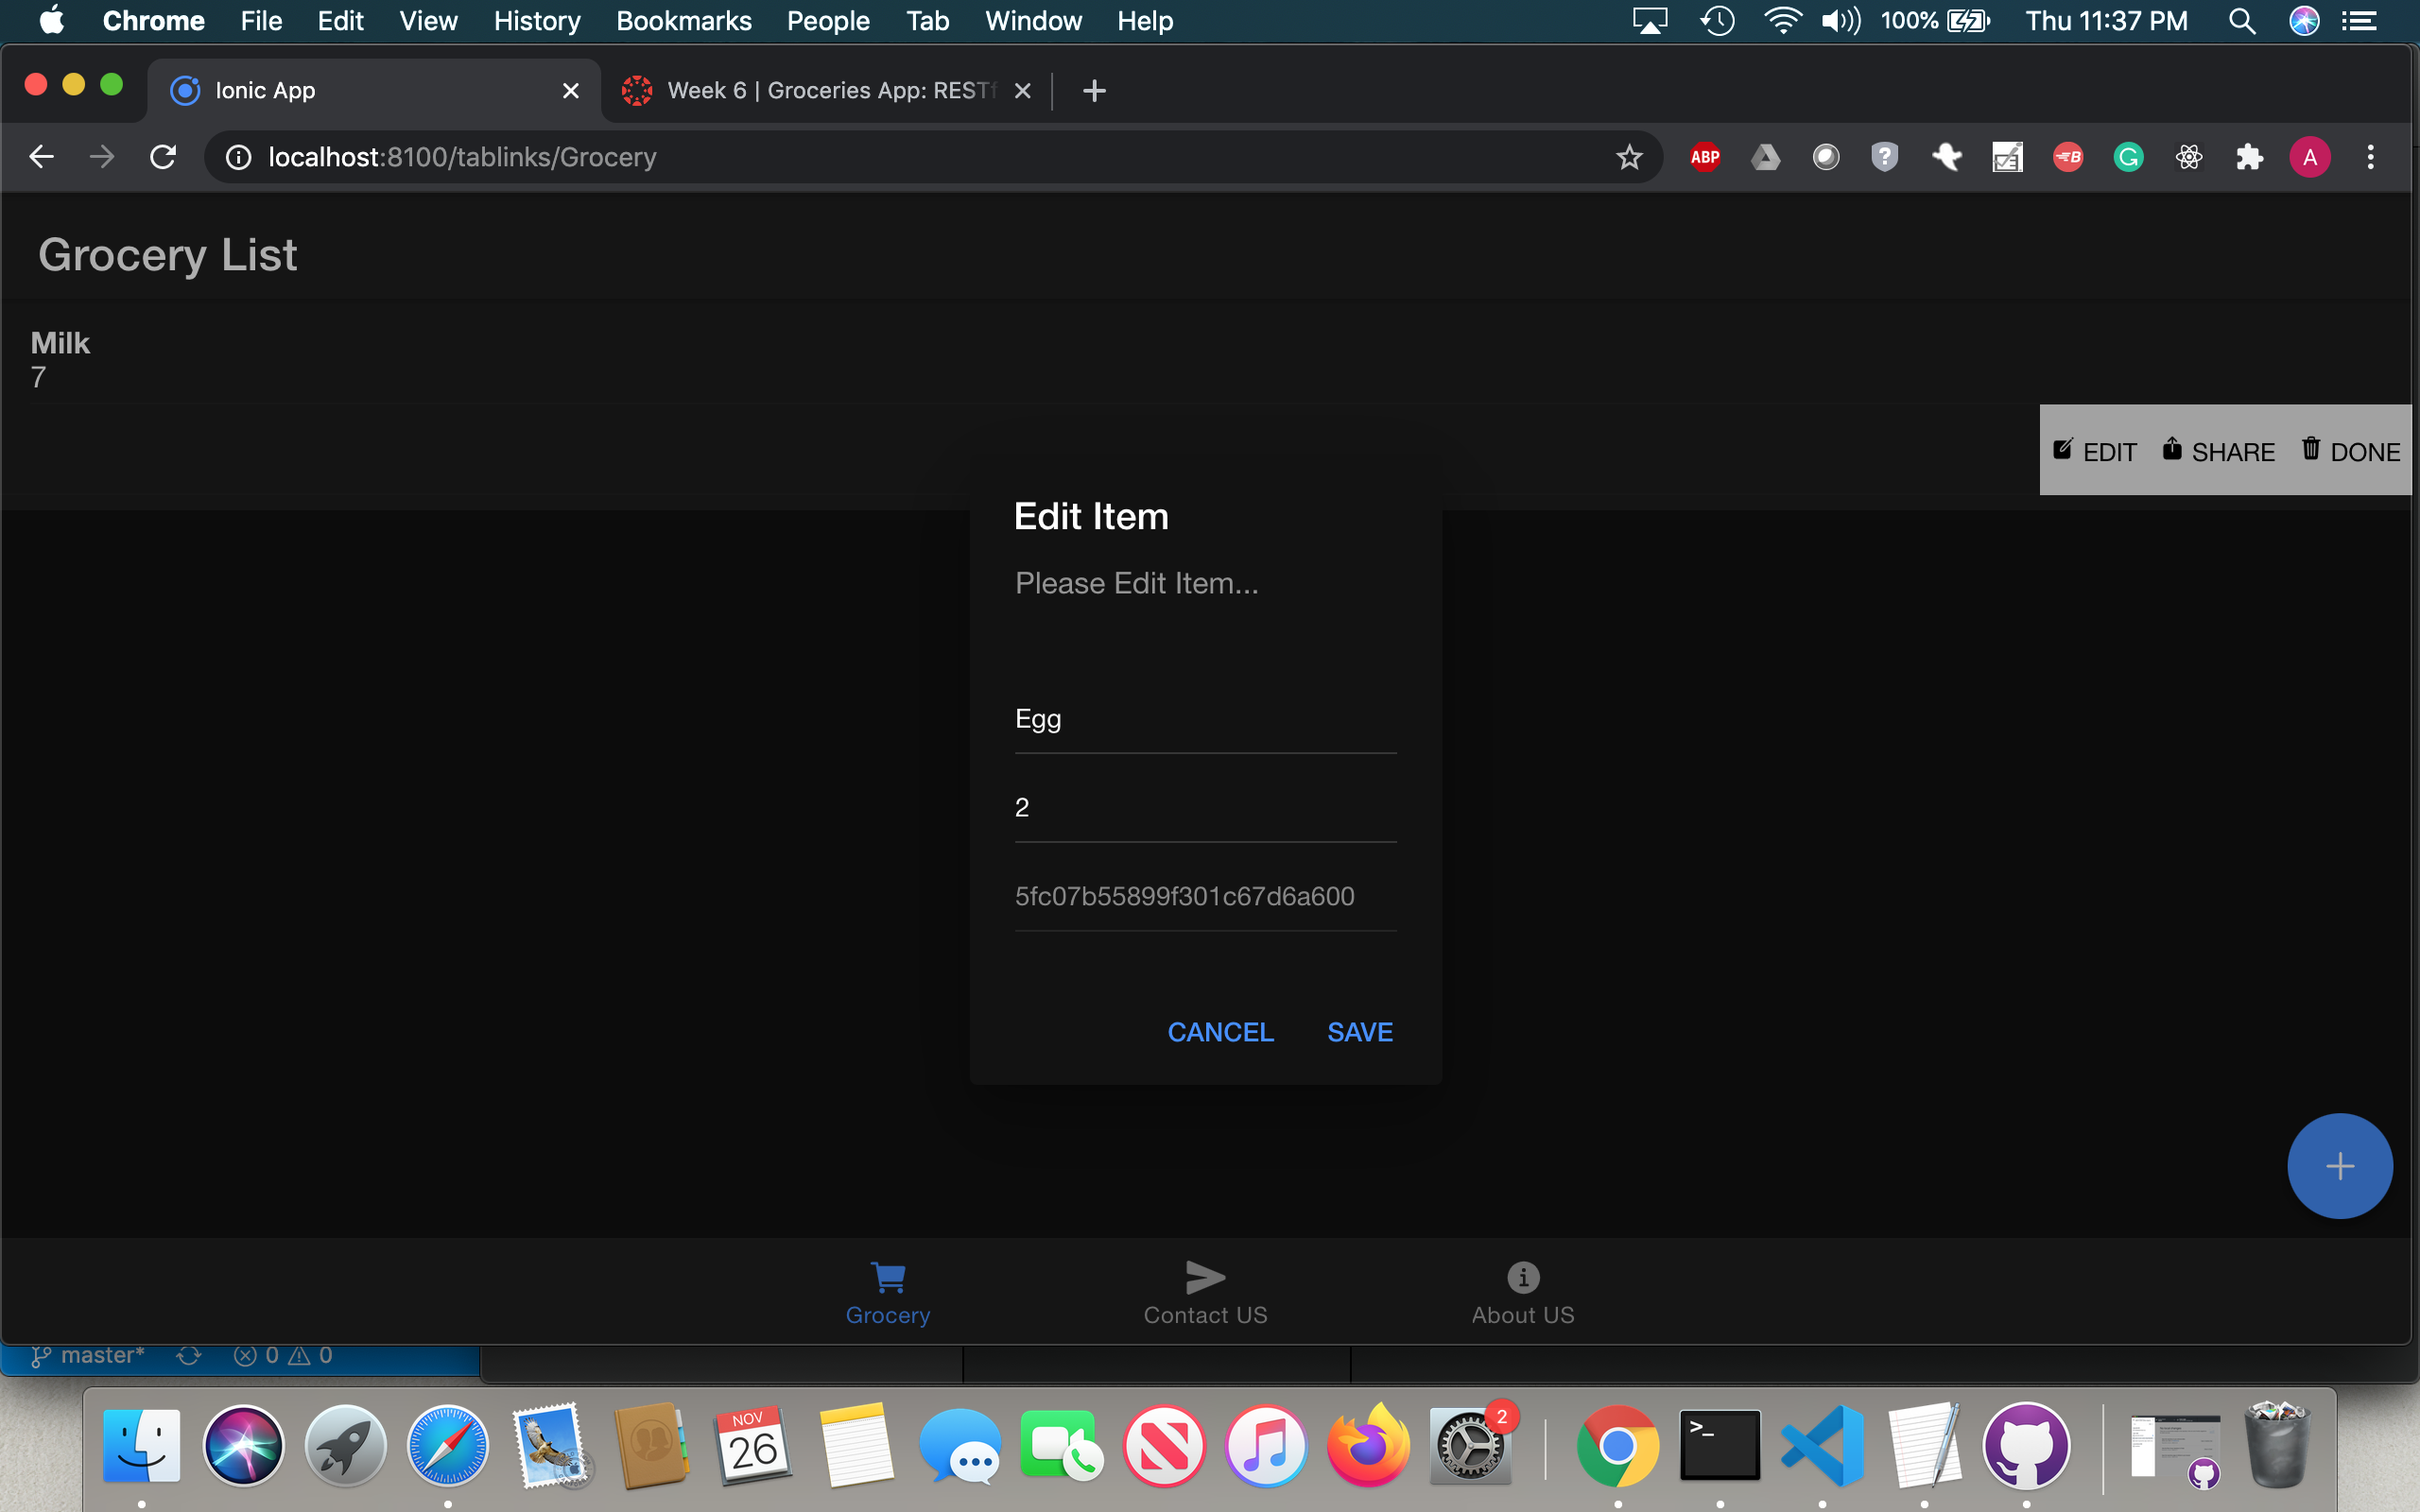 Chrome File Edit View History Bookmarks People Tab Window Help 100% Thu 11:37 PM
Ionic App Week 6 | Groceries App: RESTf
localhost:8100/tablinks/Grocery ABP B G A
Grocery List
Milk
7
EDIT SHARE DONE
Edit Item
Please Edit Item...
Egg
2
5fc07b55899f301c67d6a600
CANCEL SAVE
Grocery Contact US About US
master* 0 0
NOV
26
2
>_